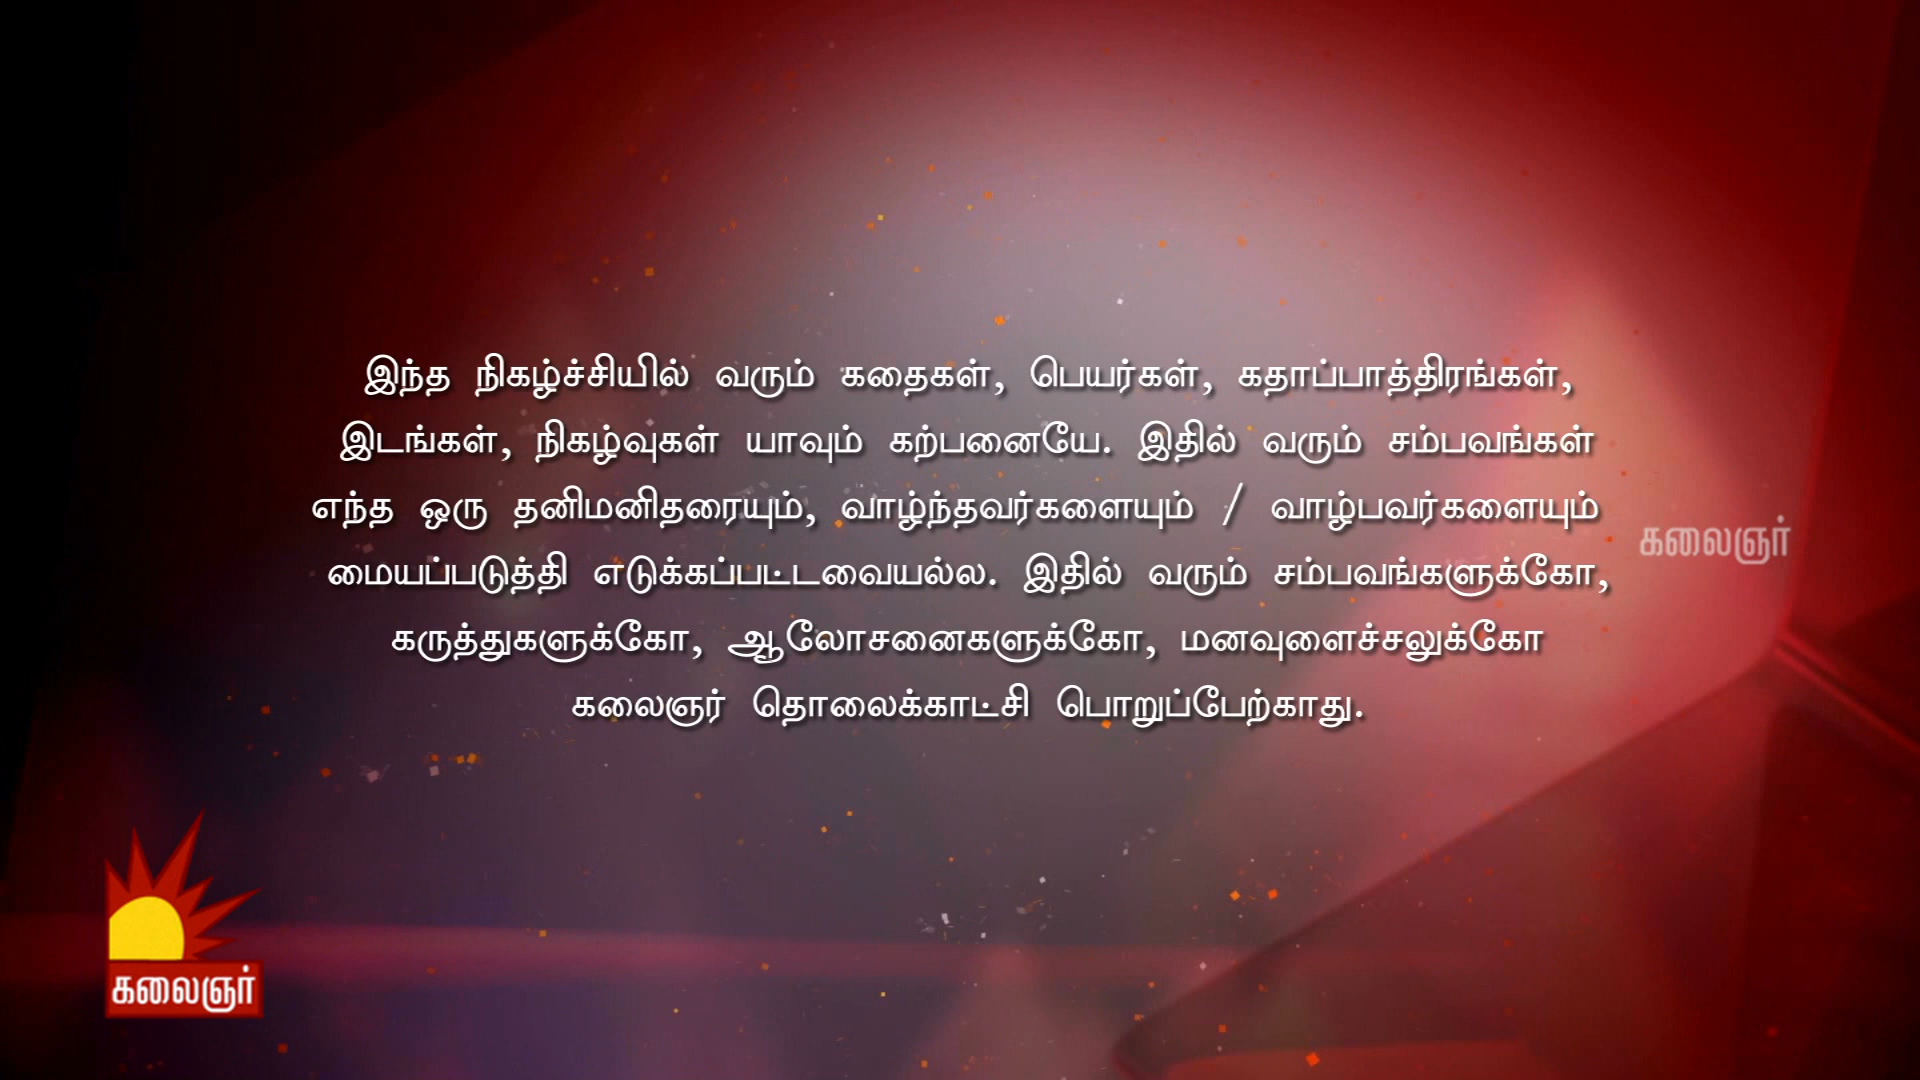 இந்த நிகழ்ச்சியில் வரும் கதைகள், பெயர்கள், கதாப்பாத்திரங்கள்,
இடங்கள், நிகழ்வுகள் யாவும் கற்பனையே. இதில் வரும் சம்பவங்கள்
எந்த ஒரு தனிமனிதரையும், வாழ்ந்தவர்களையும் / வாழ்பவர்களையும்
மையப்படுத்தி எடுக்கப்பட்டவையல்ல. இதில் வரும் சம்பவங்களுக்கோ,
கருத்துகளுக்கோ, ஆலோசனைகளுக்கோ, மனவுளைச்சலுக்கோ
கலைஞர் தொலைக்காட்சி பொறுப்பேற்காது.
கலைஞர்
கலைஞர்